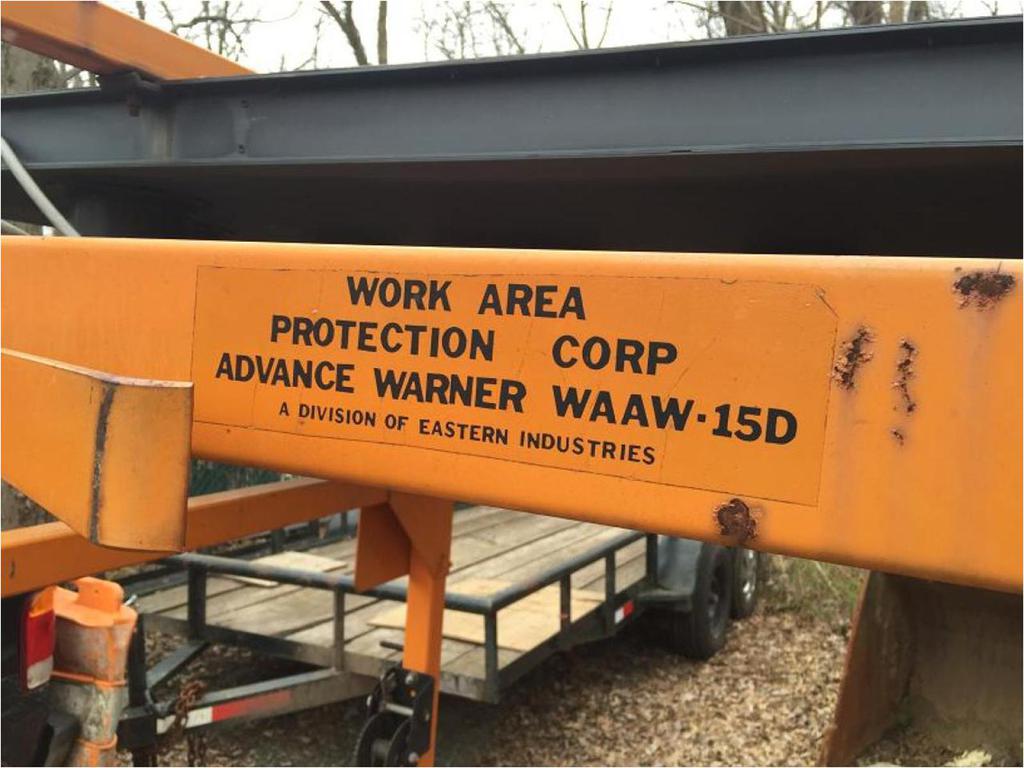 WORK AREA
PROTECTION CORP
ADVANCE WARNER WAAW-15D
A DIVISION OF EASTERN INDUSTRIES